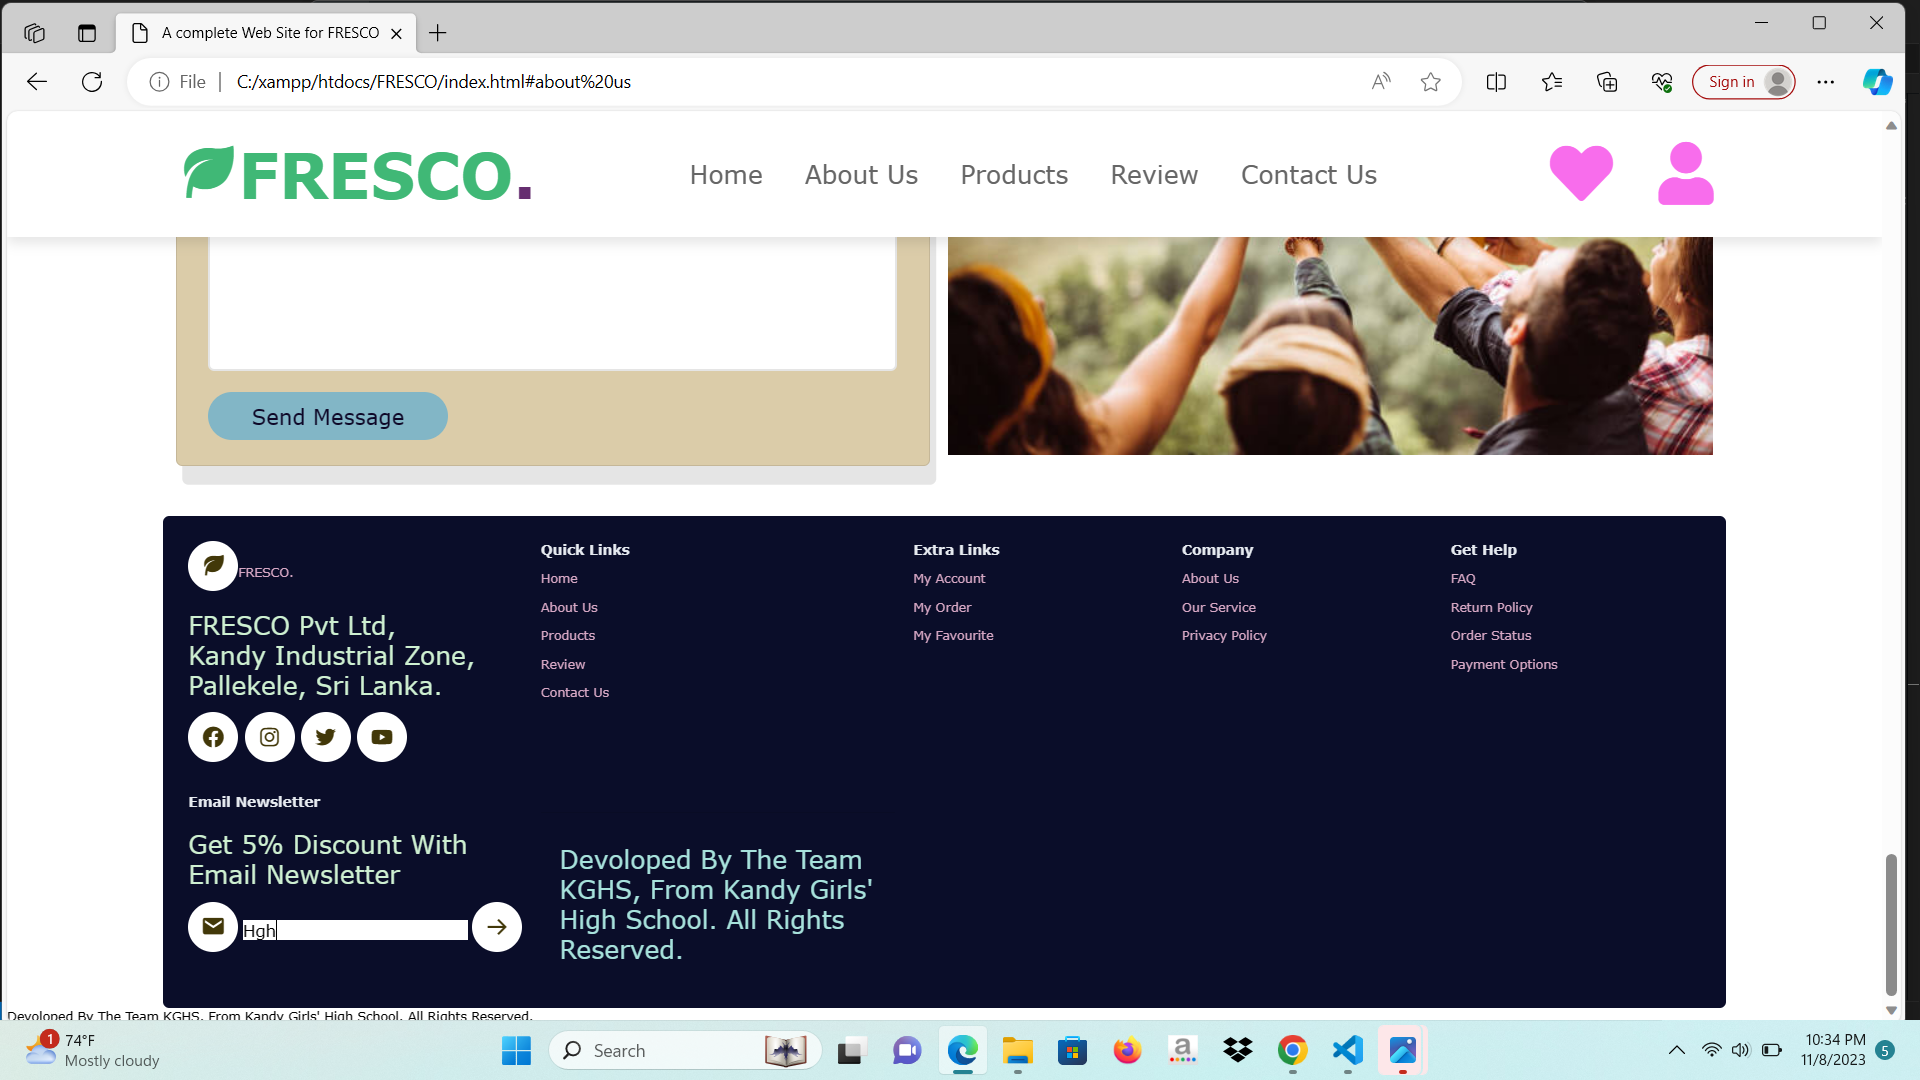 A complete Web Site for FRESCO
File
C:/xampp/htdocs/FRESCO/index.html#about%20us
Sign in
FRESCO.
Home
About Us
Products
Review
Contact Us
Send Message
FRESCO.
FRESCO Pvt Ltd,
Kandy Industrial Zone,
Pallekele, Sri Lanka.
Email Newsletter
Get 5% Discount With
Email Newsletter
Hgh
Quick Links
Home
About Us
Products
Review
Contact Us
Devoloped By The Team
KGHS, From Kandy Girls'
High School. All Rights
Reserved.
Extra Links
My Account
My Order
My Favourite
Company
About Us
Our Service
Privacy Policy
Get Help
FAQ
Return Policy
Order Status
Payment Options
Devoloped By The Team KGHS, From Kandy Girls' High School. All Rights Reserved.
1
74°F
Mostly cloudy
Search
a
10:34 PM
11/8/2023
5